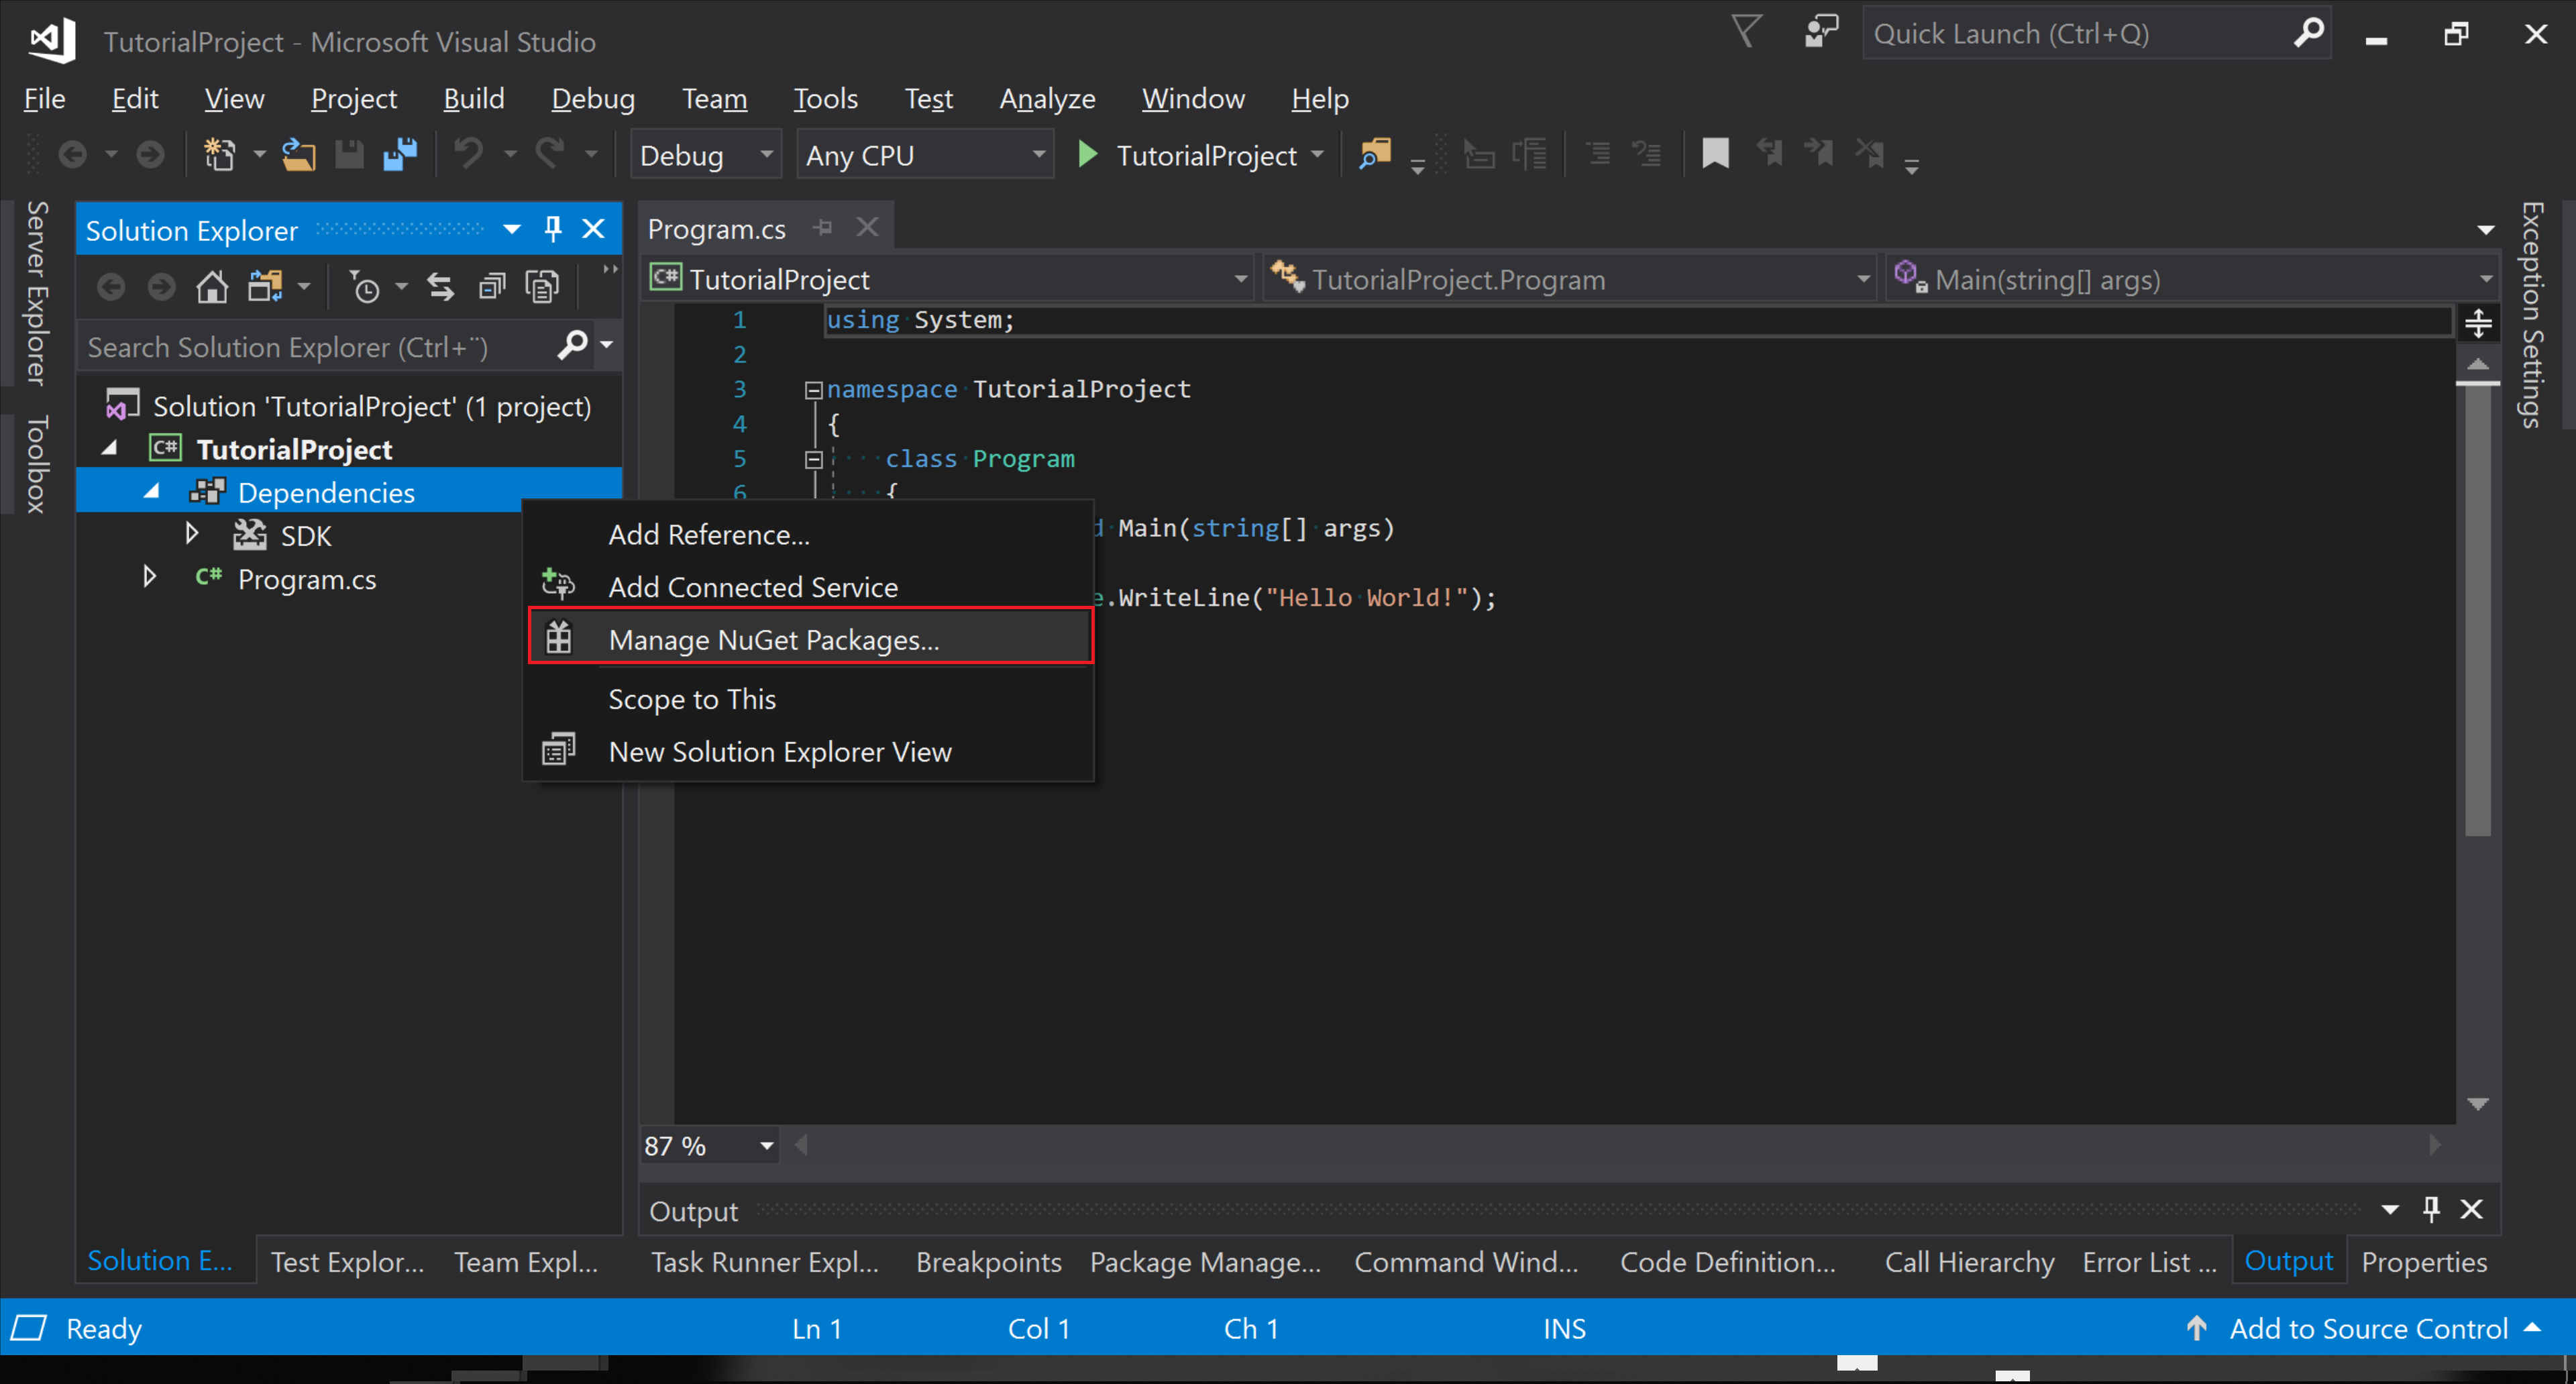 TutorialProject - Microsoft Visual Studio
Quick Launch (Ctrl+Q)
File Edit View Project Build Debug Team Tools Test Analyze Window Help
Debug Any CPU TutorialProject
Server Explorer
Toolbox
Solution Explorer
Search Solution Explorer (Ctrl+¨)
Solution 'TutorialProject' (1 project)
C# TutorialProject
Dependencies
SDK
C# Program.cs
Add Reference...
Add Connected Service
Manage NuGet Packages...
Scope to This
New Solution Explorer View
Program.cs
C# TutorialProject TutorialProject.Program Main(string[] args)
1 using System;
2
3 namespace TutorialProject
4 {
5 class Program
6 {
d Main(string[] args)
e.WriteLine("Hello World!");
Exception Settings
87 %
Output
Solution E... Test Explor... Team Expl...
Task Runner Expl... Breakpoints Package Manage... Command Wind... Code Definition... Call Hierarchy Error List ... Output Properties
Ready Ln 1 Col 1 Ch 1 INS Add to Source Control